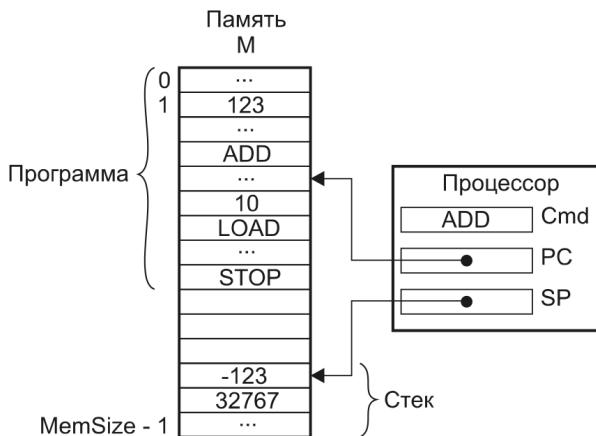 Память
M
0
...
1
123
...
ADD
Программа
...
10
LOAD
...
STOP
-123
32767
MemSize - 1
...
Стек
Процессор
ADD
Cmd
PC
SP